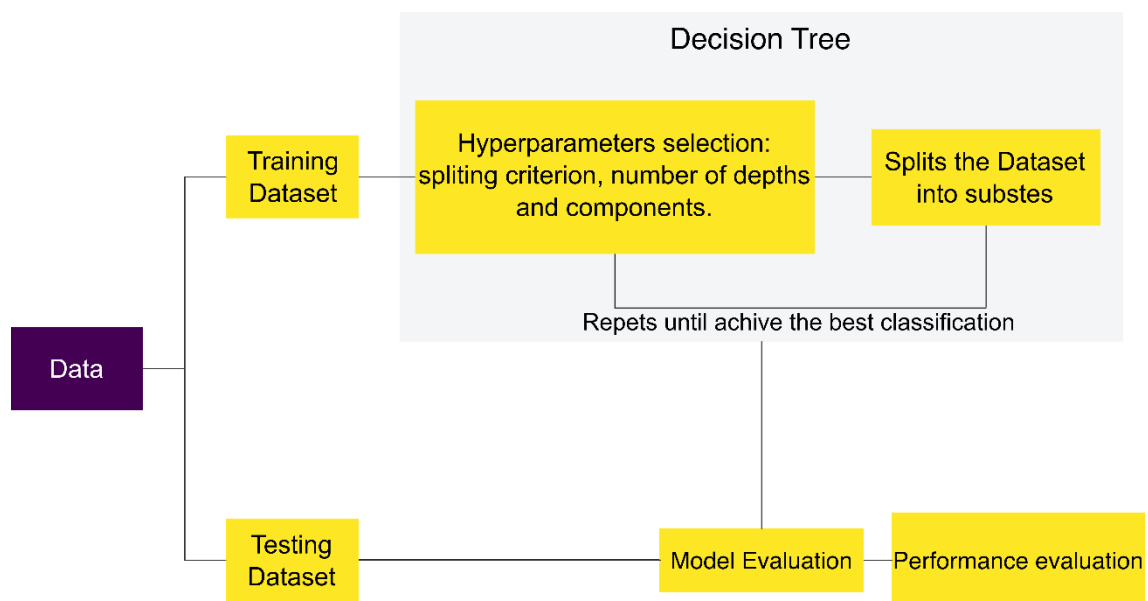 Decision Tree
Hyperparameters selection:
spliting criterion, number of depths
and components.
Splits the Dataset
into substes
Training
Dataset
Repets until achive the best classification
Data
Testing
Dataset
Model Evaluation
Performance evaluation